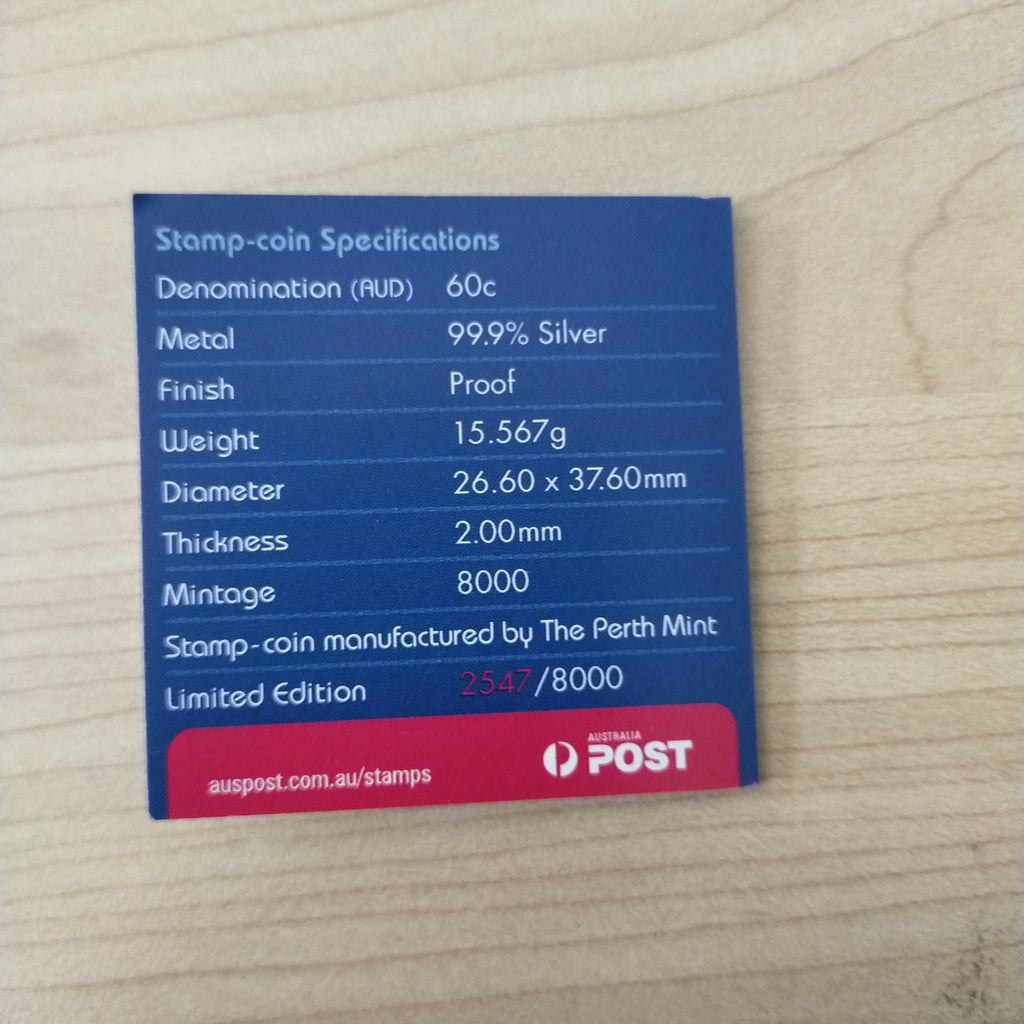 Stamp-coin Specifications
Denomination (AUD) 60c
Metal 99.9% Silver
Finish Proof
Weight 15.567g
Diameter 26.60 x 37.60mm
Thickness 2.00mm
Mintage 8000
Stamp-coin manufactured by The Perth Mint
Limited Edition 2547/8000
auspost.com.au/stamps
AUSTRALIA
POST